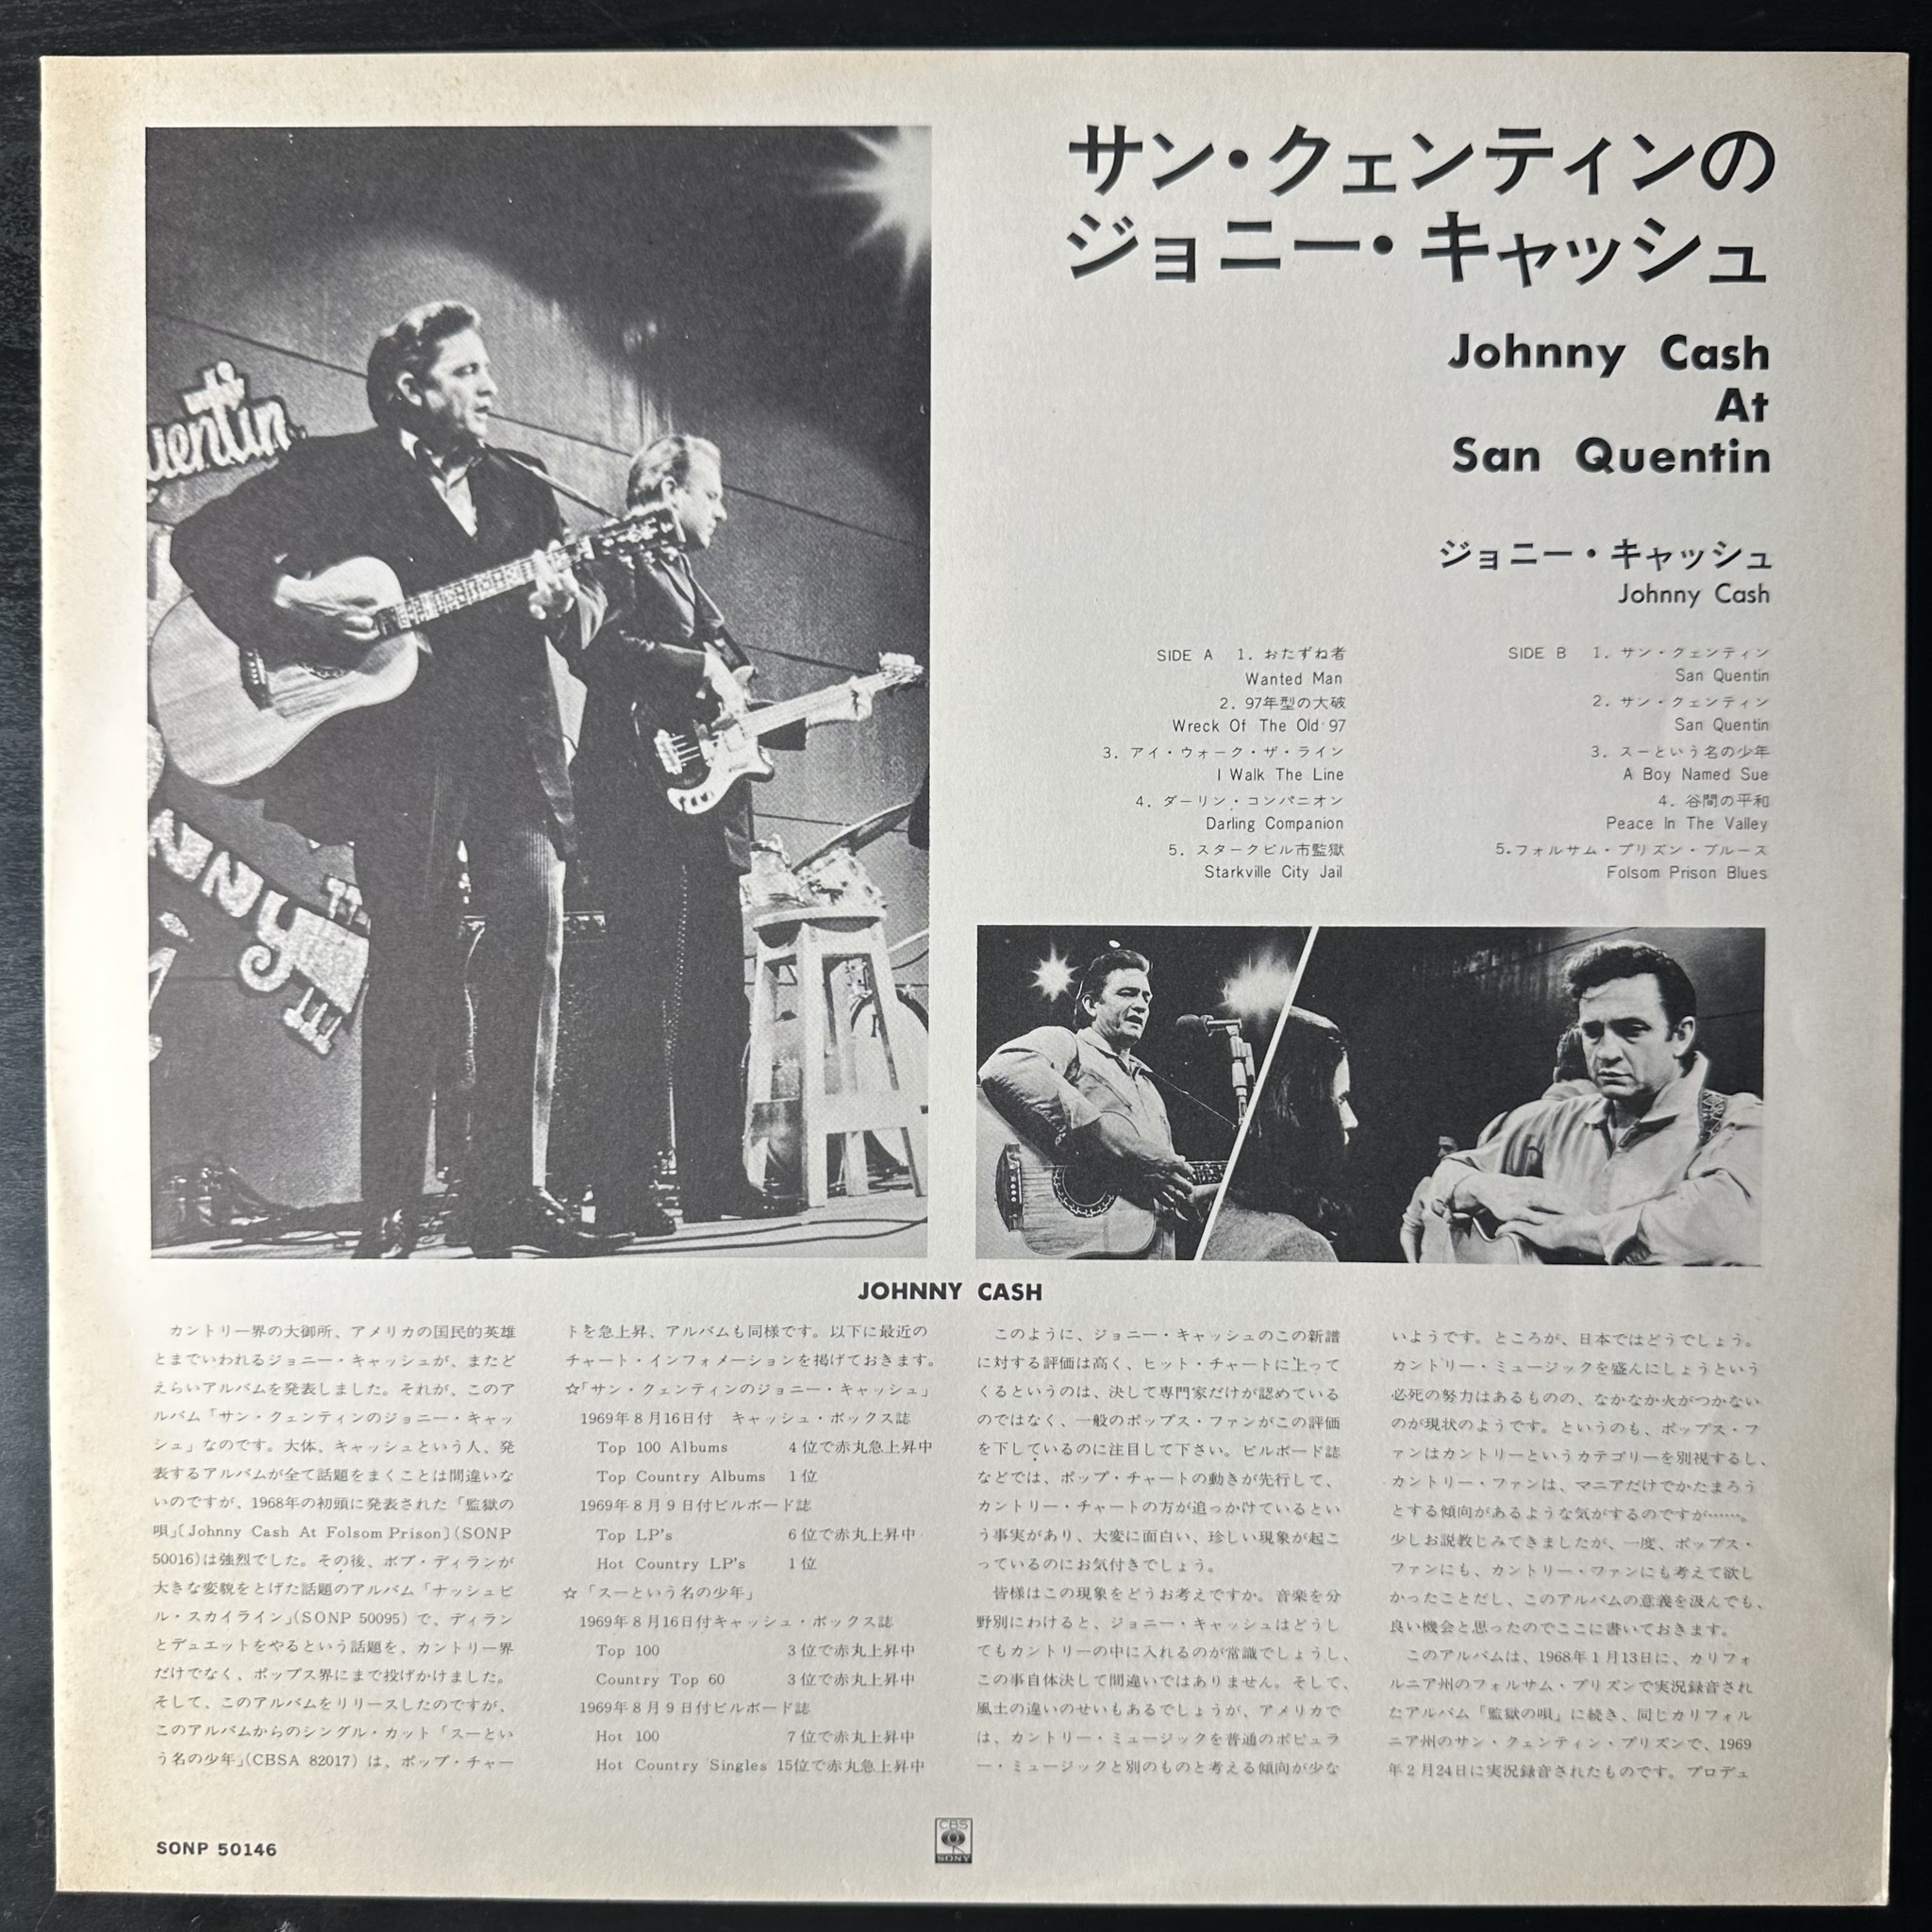 サン・クェンティンの
ジョニー・キャッシュ
Johnny Cash
At
San Quentin
ジョニー・キャッシュ
Johnny Cash
SIDE A 1. おたずね者
Wanted Man
2. 97年型の大破
Wreck Of The Old 97
3. アイ・ウォーク・ザ・ライン
I Walk The Line
4. ダーリン・コンパニオン
Darling Companion
5. スタークビル市監獄
Starkville City Jail
SIDE B 1. サン・クェンティン
San Quentin
2. サン・クェンティン
San Quentin
3. スーという名の少年
A Boy Named Sue
4. 谷間の平和
Peace In The Valley
5. フォルサム・プリズン・ブルース
Folsom Prison Blues
uentin
NNY
III
JOHNNY CASH
カントリー界の大御所、アメリカの国民的英雄
とまでいわれるジョニー・キャッシュが、またど
えらいアルバムを発表しました。それが、このア
ルバム「サン・クェンティンのジョニー・キャッ
シュ」なのです。大体、キャッシュという人、発
表するアルバムが全て話題をまくことは間違いな
いのですが、1968年の初頭に発表された「監獄の
唄」〔Johnny Cash At Folsom Prison〕(SONP
50016)は強烈でした。その後、ボブ・ディランが
大きな変貌をとげた話題のアルバム「ナッシュビ
ル・スカイライン」(SONP 50095) で、ディラン
とデュエットをやるという話題を、カントリー界
だけでなく、ポップス界にまで投げかけました。
そして、このアルバムをリリースしたのですが、
このアルバムからのシングル・カット「スーとい
う名の少年」(CBSA 82017) は、ポップ・チャー
トを急上昇、アルバムも同様です。以下に最近の
チャート・インフォメーションを掲げておきます。
☆「サン・クェンティンのジョニー・キャッシュ」
1969年8月16日付 キャッシュ・ボックス誌
Top 100 Albums 4位で赤丸急上昇中
Top Country Albums 1位
1969年8月9日付ビルボード誌
Top LP's 6位で赤丸上昇中
Hot Country LP's 1位
☆「スーという名の少年」
1969年8月16日付キャッシュ・ボックス誌
Top 100 3位で赤丸上昇中
Country Top 60 3位で赤丸上昇中
1969年8月9日付ビルボード誌
Hot 100 7位で赤丸上昇中
Hot Country Singles 15位で赤丸急上昇中
このように、ジョニー・キャッシュのこの新譜
に対する評価は高く、ヒット・チャートに上って
くるというのは、決して専門家だけが認めている
のではなく、一般のポップス・ファンがこの評価
を下しているのに注目して下さい。ビルボード誌
などでは、ポップ・チャートの動きが先行して、
カントリー・チャートの方が追っかけているとい
う事実があり、大変に面白い、珍しい現象が起こ
っているのにお気付きでしょう。
皆様はこの現象をどうお考えですか。音楽を分
野別にわけると、ジョニー・キャッシュはどうし
てもカントリーの中に入れるのが常識でしょうし、
この事自体決して間違いではありません。そして、
風土の違いのせいもあるでしょうが、アメリカで
は、カントリー・ミュージックを普通のポピュラ
ー・ミュージックと別のものと考える傾向が少な
いようです。ところが、日本ではどうでしょう。
カントリー・ミュージックを盛んにしょうという
必死の努力はあるものの、なかなか火がつかない
のが現状のようです。というのも、ポップス・フ
ァンはカントリーというカテゴリーを別視するし、
カントリー・ファンは、マニアだけでかたまろう
とする傾向があるような気がするのですが……。
少しお説教じみてきましたが、一度、ポップス・
ファンにも、カントリー・ファンにも考えて欲し
かったことだし、このアルバムの意義を汲んでも、
良い機会と思ったのでここに書いておきます。
このアルバムは、1968年1月13日に、カリフォ
ルニア州のフォルサム・プリズンで実況録音され
たアルバム「監獄の唄」に続き、同じカリフォル
ニア州のサン・クェンティン・プリズンで、1969
年2月24日に実況録音されたものです。プロデュ
SONP 50146
CBS
SONY